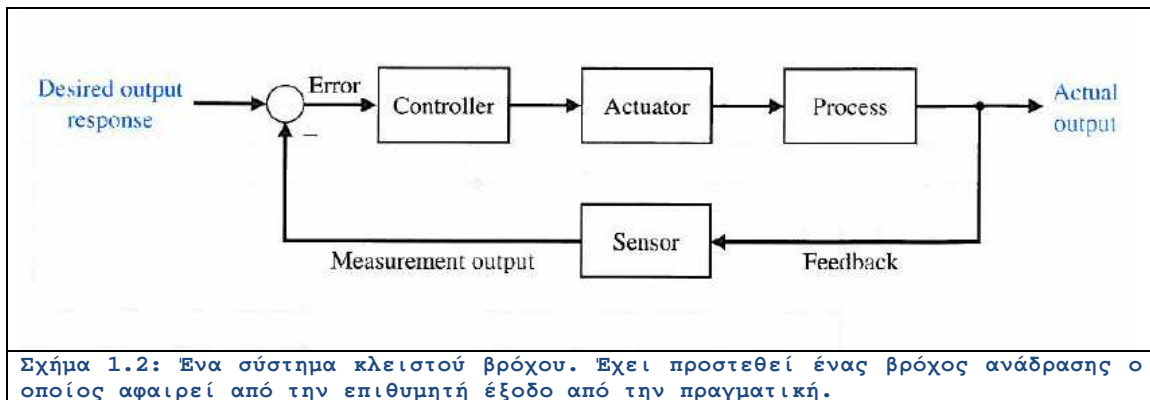 Desired output
response
Error
Controller
Actuator
Process
Actual
output
–
Sensor
Measurement output
Feedback
Σχήμα 1.2: Ένα σύστημα κλειστού βρόχου. Έχει προστεθεί ένας βρόχος ανάδρασης ο
οποίος αφαιρεί από την επιθυμητή έξοδο από την πραγματική.